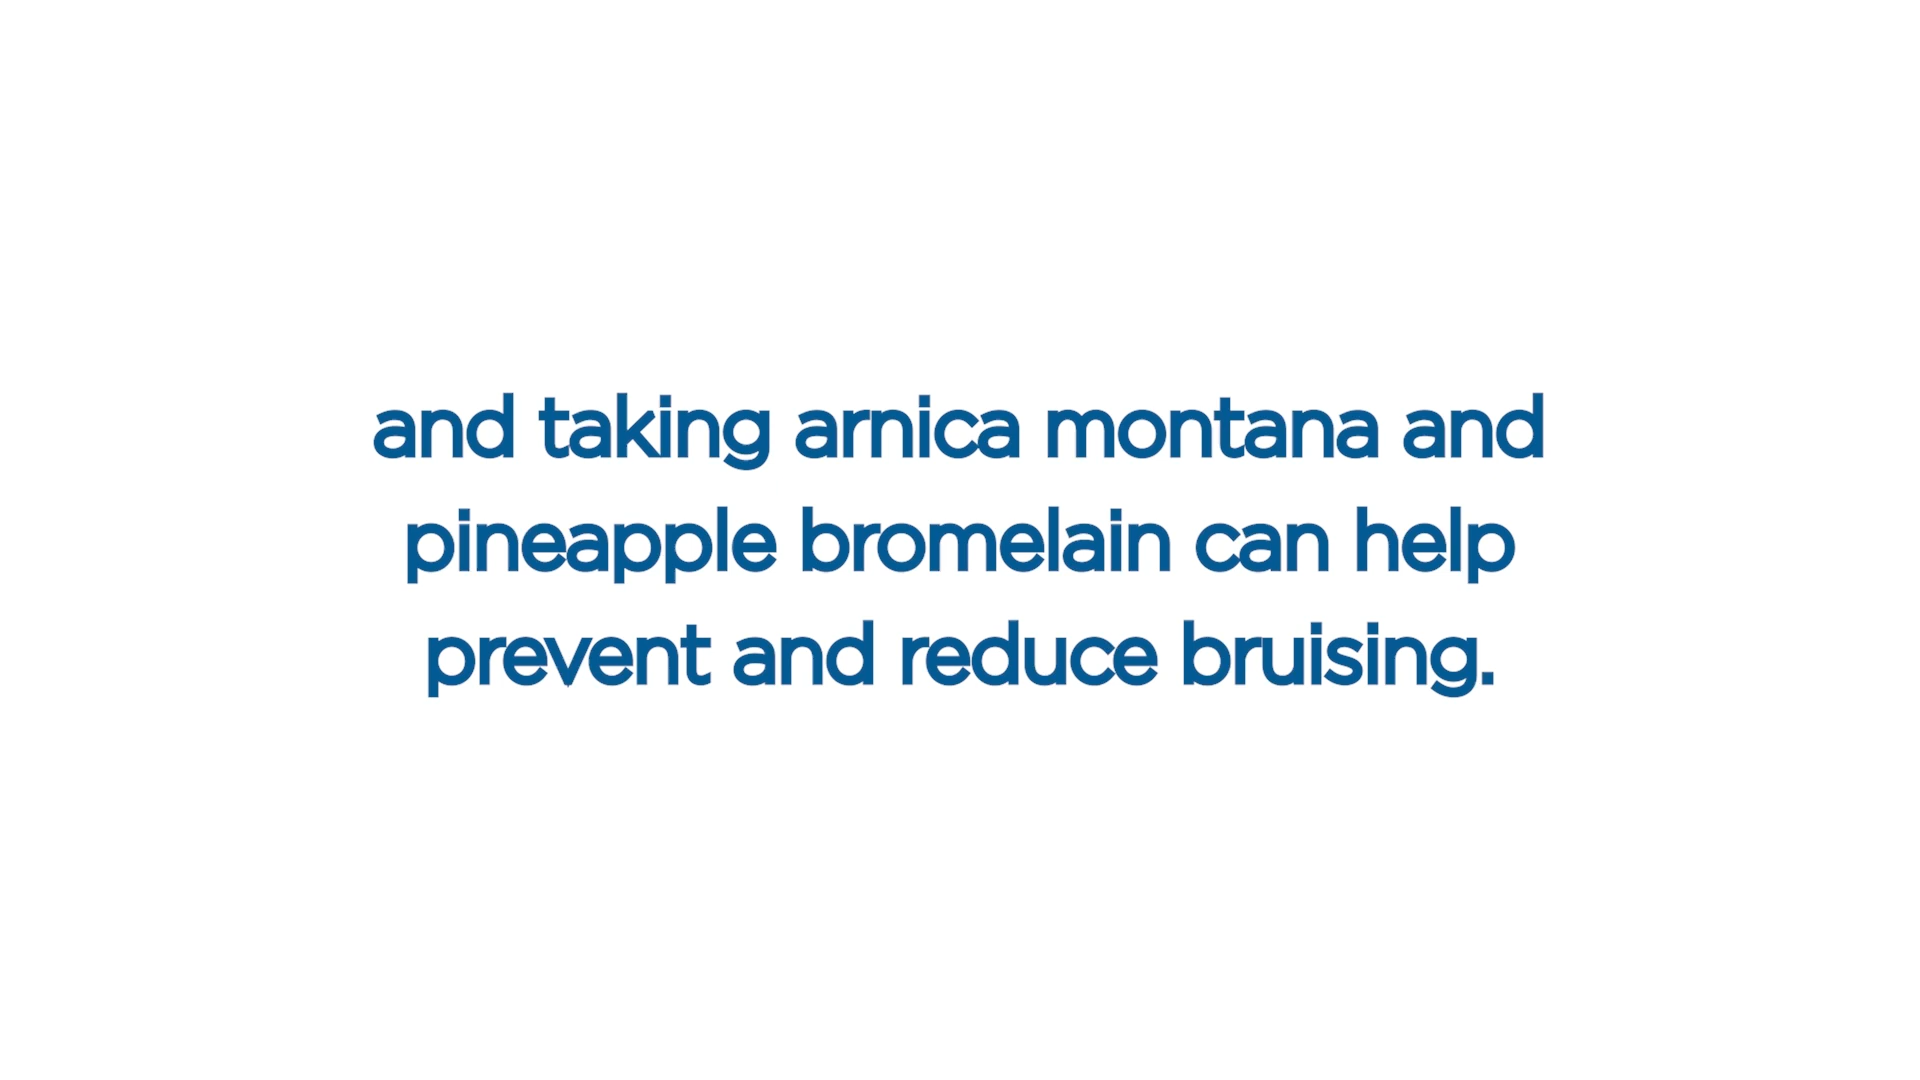 and taking arnica montana and
pineapple bromelain can help
prevent and reduce bruising.